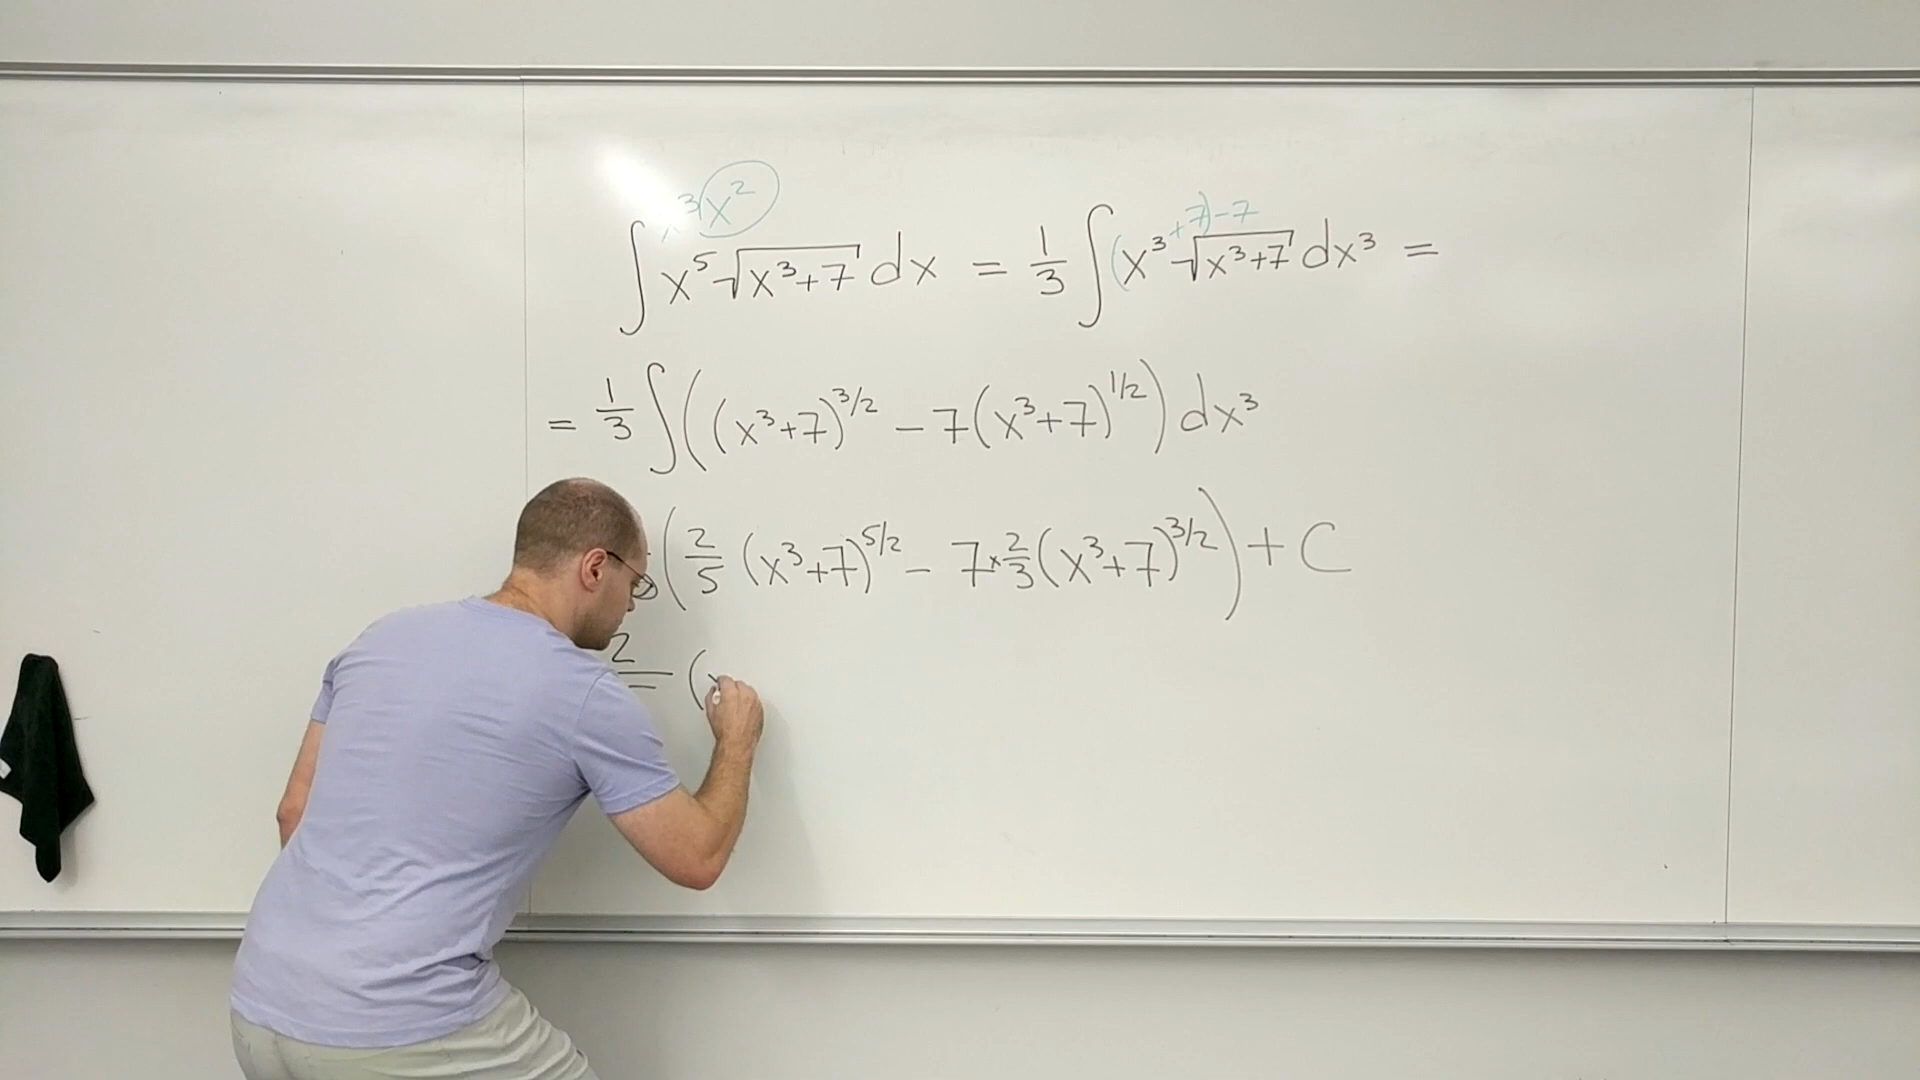 x³ x²
∫ x⁵ √(x³+7) dx = 1/3 ∫ (x³ +7) -7 √(x³+7) dx³ =
= 1/3 ∫ ((x³+7)^3/2 - 7(x³+7)^1/2) dx³
(2/5 (x³+7)^5/2 - 7×2/3 (x³+7)^3/2) + C
2 (